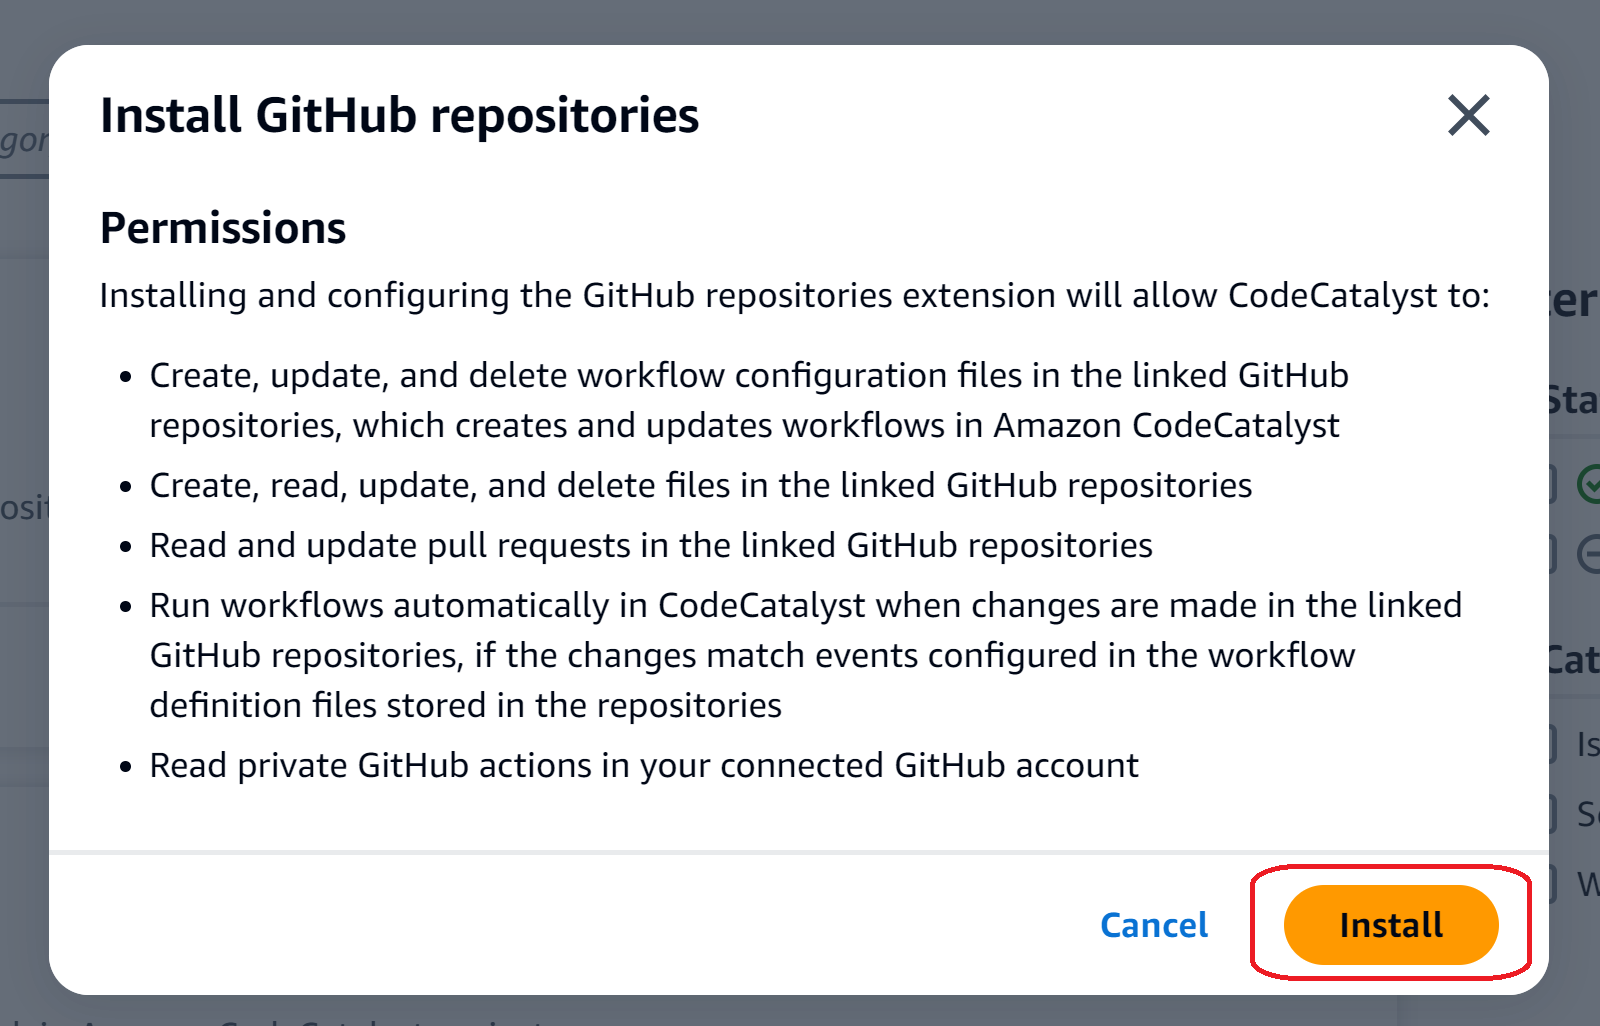 Install GitHub repositories
Permissions
Installing and configuring the GitHub repositories extension will allow CodeCatalyst to:
• Create, update, and delete workflow configuration files in the linked GitHub
repositories, which creates and updates workflows in Amazon CodeCatalyst
• Create, read, update, and delete files in the linked GitHub repositories
• Read and update pull requests in the linked GitHub repositories
• Run workflows automatically in CodeCatalyst when changes are made in the linked
GitHub repositories, if the changes match events configured in the workflow
definition files stored in the repositories
• Read private GitHub actions in your connected GitHub account
Cancel
Install